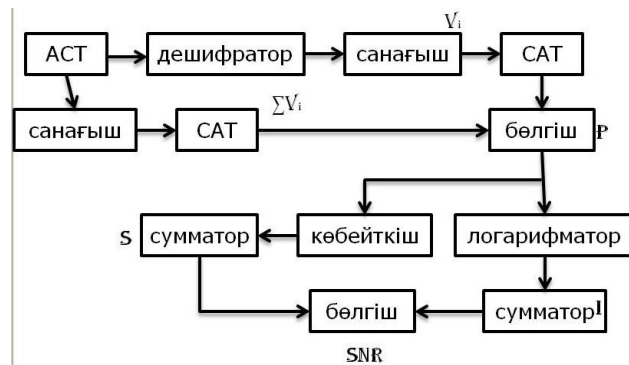 Vᵢ
АСТ дешифратор санағыш САТ
∑Vᵢ
санағыш САТ бөлгіш P
S сумматор көбейткіш логарифматор
бөлгіш сумматор I
SNR